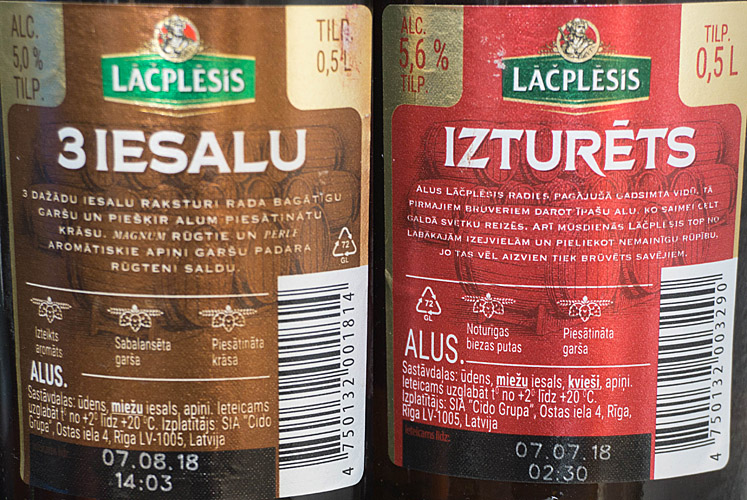 ALC.
5,0 %
TILP.
LĀČPLĒSIS
TILP.
0,5 L
3 IESALU
3 DAŽĀDU IESALU RAKSTURI RADA BAGĀTĪGU
GARŠU UN PIEŠĶIR ALUM PIESĀTINĀTU
KRĀSU. MAGNUM RŪGTIE UN PERLE
AROMĀTISKIE APIŅI GARŠU PADARA
RŪGTENI SALDU.
72
GL
Izteikts
aromāts
Sabalansēta
garša
Piesātināta
krāsa
ALUS.
Sastāvdaļas: ūdens, miežu iesals, apiņi. Ieteicams
uzglabāt t° no +2° līdz +20 °C. Izplatītājs: SIA "Cido
Grupa", Ostas iela 4, Rīga LV-1005, Latvija
07.08.18
14:03
4 750132 001814
ALC.
5,6 %
TILP.
LĀČPLĒSIS
TILP.
0,5 L
IZTURĒTS
ALUS LĀČPLĒSIS RADIES PAGĀJUŠĀ GADSIMTA VIDŪ, TĀ
PIRMAJIEM BRŪVERIEM DAROT ĪPAŠU ALU, KO SAIMEI CELT
GALDĀ SVĒTKU REIZĒS. ARĪ MŪSDIENĀS LĀČPLĒSIS TOP NO
LABĀKAJĀM IZEJVIELĀM UN PIELIEKOT NEMAINĪGU RŪPĪBU,
JO TAS VĒL AIZVIEN TIEK BRŪVĒTS SAVĒJIEM.
72
GL
Noturīgas
biezas putas
Piesātināta
garša
ALUS.
Sastāvdaļas: ūdens, miežu iesals, kvieši, apiņi.
Ieteicams uzglabāt t° no +2° līdz +20 °C.
Izplatītājs: SIA "Cido Grupa", Ostas iela 4, Rīga,
Rīga LV-1005, Latvija
Ieteicams līdz:
07.07.18
02:30
4 750132 003290